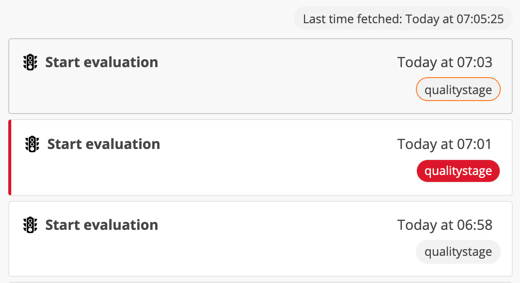 Last time fetched: Today at 07:05:25
Start evaluation Today at 07:03
qualitystage
Start evaluation Today at 07:01
qualitystage
Start evaluation Today at 06:58
qualitystage